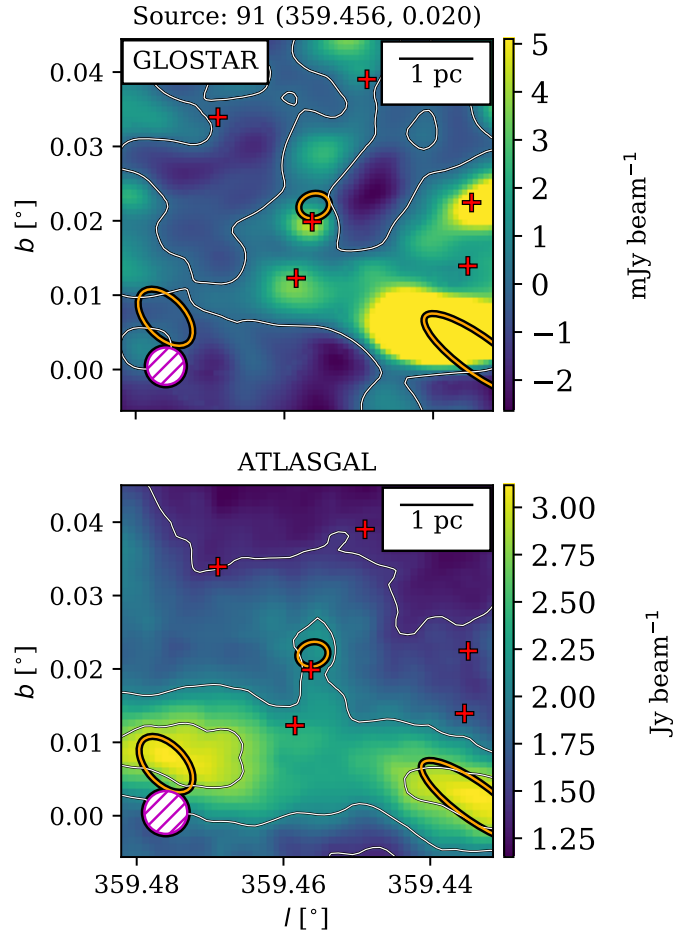 Source: 91 (359.456, 0.020)
GLOSTAR
1 pc
0.04
0.03
0.02
0.01
0.00
b [°]
5
4
3
2
1
0
−1
−2
mJy beam⁻¹
ATLASGAL
1 pc
0.04
0.03
0.02
0.01
0.00
b [°]
359.48 359.46 359.44
l [°]
3.00
2.75
2.50
2.25
2.00
1.75
1.50
1.25
Jy beam⁻¹